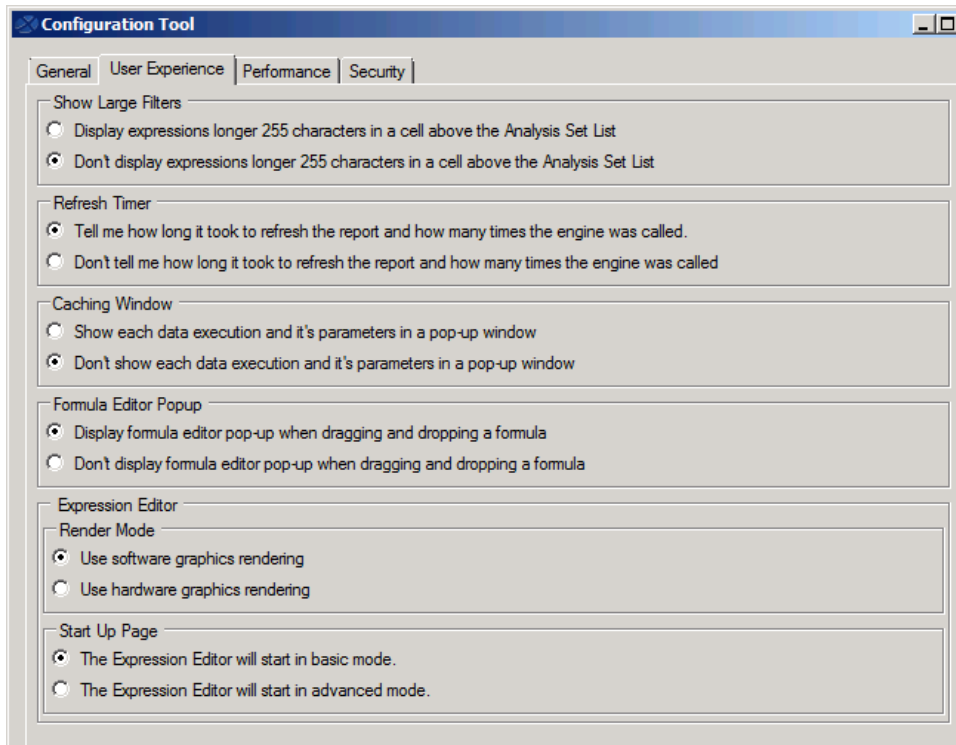 Configuration Tool
General User Experience Performance Security
Show Large Filters
Display expressions longer 255 characters in a cell above the Analysis Set List
Don't display expressions longer 255 characters in a cell above the Analysis Set List
Refresh Timer
Tell me how long it took to refresh the report and how many times the engine was called.
Don't tell me how long it took to refresh the report and how many times the engine was called
Caching Window
Show each data execution and it's parameters in a pop-up window
Don't show each data execution and it's parameters in a pop-up window
Formula Editor Popup
Display formula editor pop-up when dragging and dropping a formula
Don't display formula editor pop-up when dragging and dropping a formula
Expression Editor
Render Mode
Use software graphics rendering
Use hardware graphics rendering
Start Up Page
The Expression Editor will start in basic mode.
The Expression Editor will start in advanced mode.